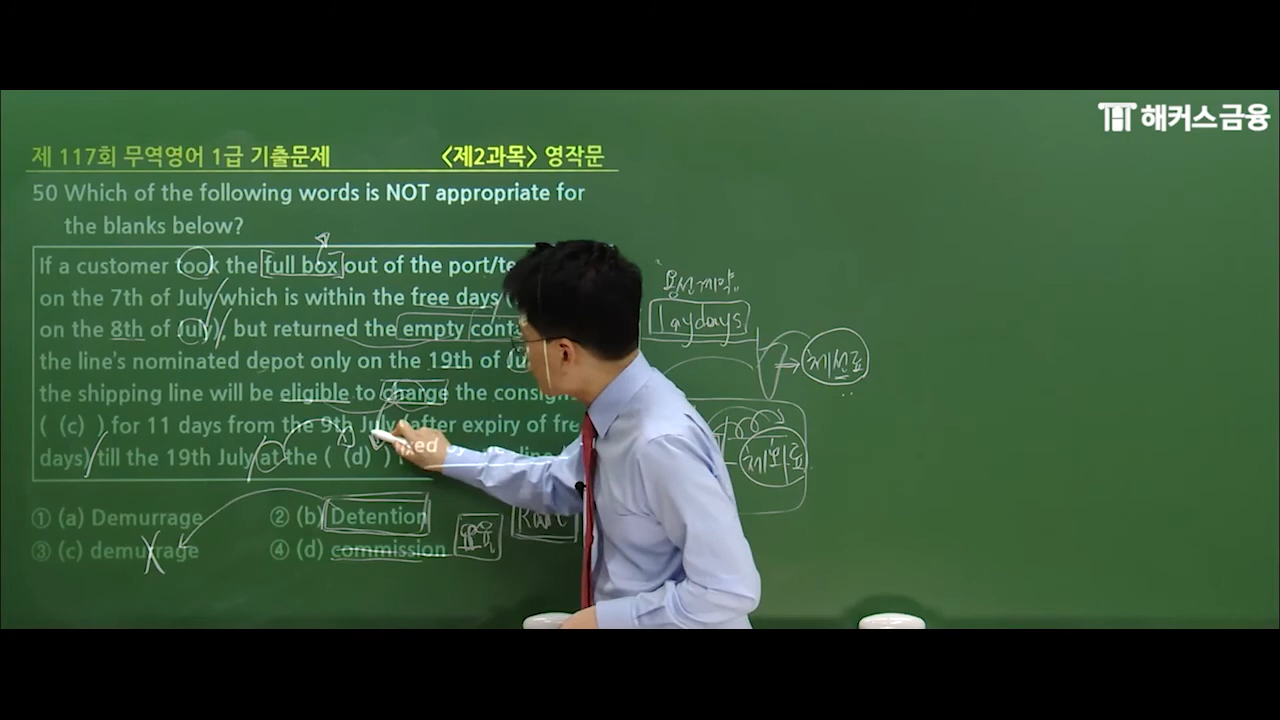 해커스금융
제 117회 무역영어 1급 기출문제 <제2과목> 영작문
50 Which of the following words is NOT appropriate for
the blanks below?
If a customer took the full box out of the
on the 7th of July which is within the free days
on the 8th of July), but returned the empty
the line's nominated depot only on the 19th of
the shipping line will be eligible to charge the
( (c) ) for 11 days from the 9th July (after expiry of
days) till the 19th July at the ( (d) )
① (a) Demurrage ② (b) Detention
③ (c) demurrage ④ (d) commission
용선계약
laydays
체선료